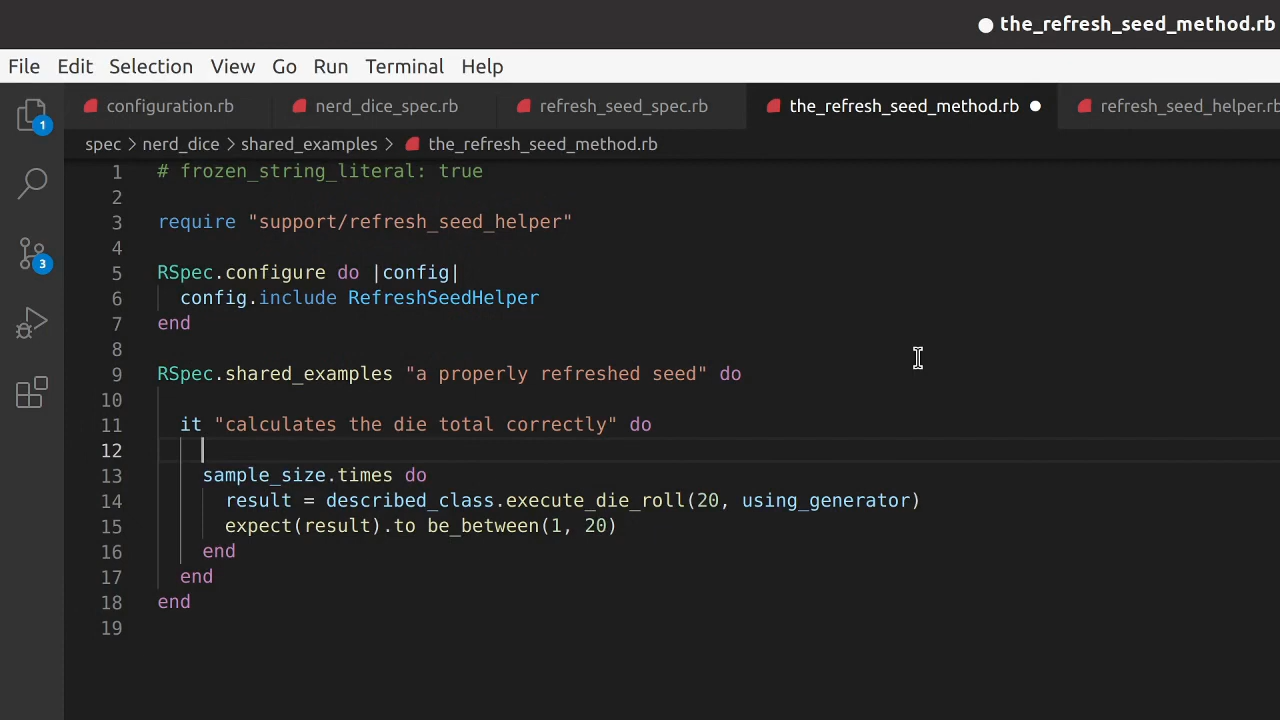 the_refresh_seed_method.rb
File Edit Selection View Go Run Terminal Help
configuration.rb nerd_dice_spec.rb refresh_seed_spec.rb the_refresh_seed_method.rb refresh_seed_helper.rb
1
spec > nerd_dice > shared_examples > the_refresh_seed_method.rb
1 # frozen_string_literal: true
2
3 require "support/refresh_seed_helper"
4
5 RSpec.configure do |config|
6 config.include RefreshSeedHelper
7 end
8
9 RSpec.shared_examples "a properly refreshed seed" do
10
11 it "calculates the die total correctly" do
12
13 sample_size.times do
14 result = described_class.execute_die_roll(20, using_generator)
15 expect(result).to be_between(1, 20)
16 end
17 end
18 end
19
3